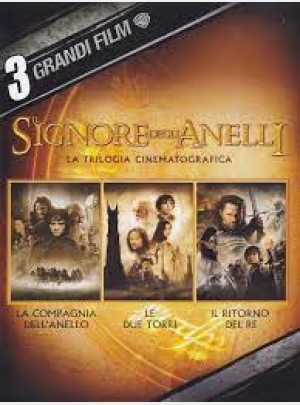 3 GRANDI FILM
IL SIGNORE DEGLI ANELLI
LA TRILOGIA CINEMATOGRAFICA
LA COMPAGNIA
DELL'ANELLO
LE
DUE TORRI
IL RITORNO
DEL RE